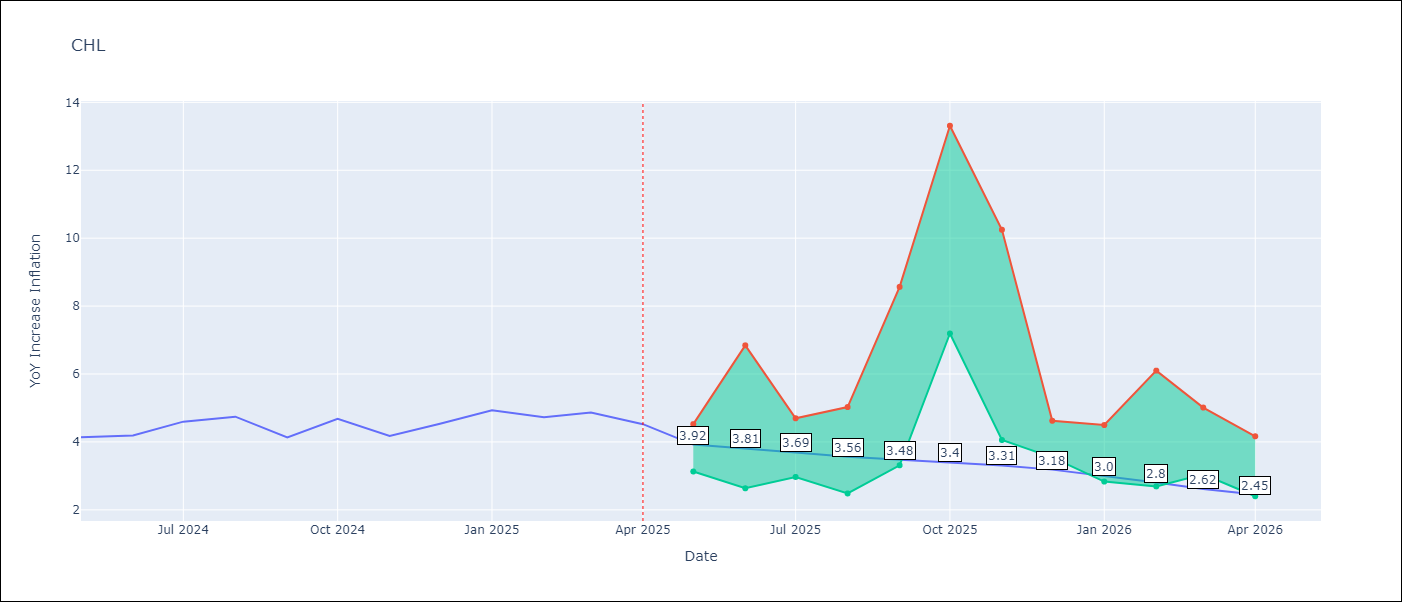 CHL
YoY Increase Inflation
14
12
10
8
6
4
2
3.92
3.81
3.69
3.56
3.48
3.4
3.31
3.18
3.0
2.8
2.62
2.45
Jul 2024
Oct 2024
Jan 2025
Apr 2025
Jul 2025
Oct 2025
Jan 2026
Apr 2026
Date